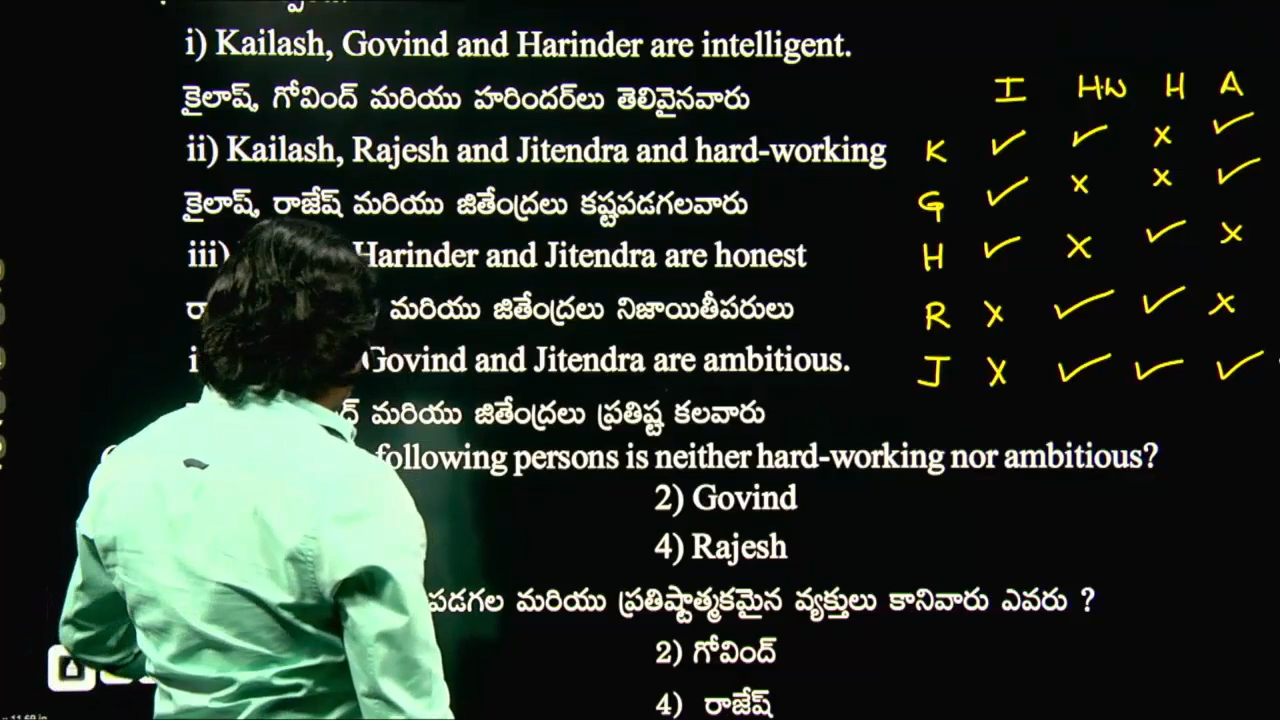 i) Kailash, Govind and Harinder are intelligent.
కైలాష్, గోవింద్ మరియు హరిందర్‌లు తెలివైనవారు
ii) Kailash, Rajesh and Jitendra and hard-working
కైలాష్, రాజేష్ మరియు జితేంద్రలు కష్టపడగలవారు
iii) Harinder and Jitendra are honest
మరియు జితేంద్రలు నిజాయితీపరులు
Govind and Jitendra are ambitious.
మరియు జితేంద్రలు ప్రతిష్ట కలవారు
following persons is neither hard-working nor ambitious?
2) Govind
4) Rajesh
మరియు ప్రతిష్టాత్మకమైన వ్యక్తులు కానివారు ఎవరు ?
2) గోవింద్
4) రాజేష్
I H.W H A
K ✓ ✓ x ✓
G ✓ x x ✓
H ✓ x ✓ x
R x ✓ ✓ x
J x ✓ ✓ ✓